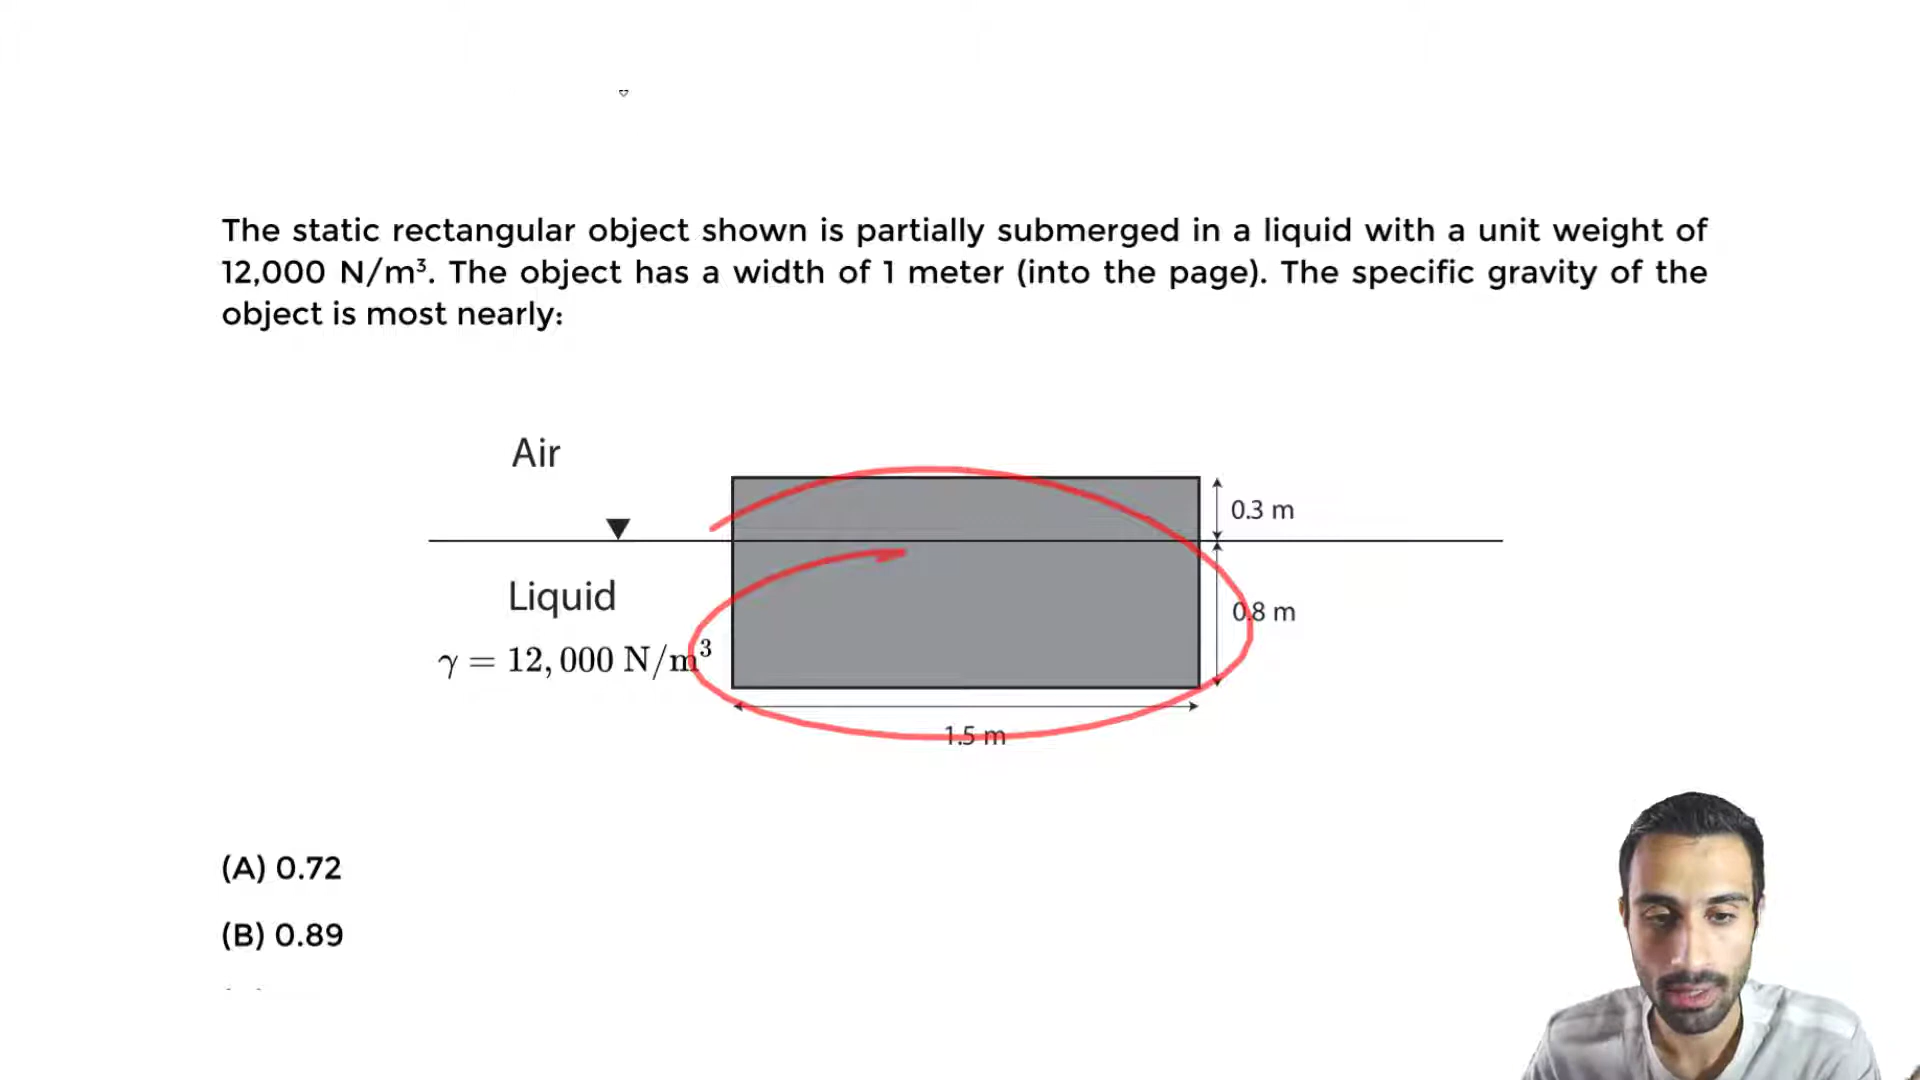 The static rectangular object shown is partially submerged in a liquid with a unit weight of
12,000 N/m³. The object has a width of 1 meter (into the page). The specific gravity of the
object is most nearly:
Air
0.3 m
Liquid
0.8 m
γ = 12,000 N/m³
1.5 m
(A) 0.72
(B) 0.89